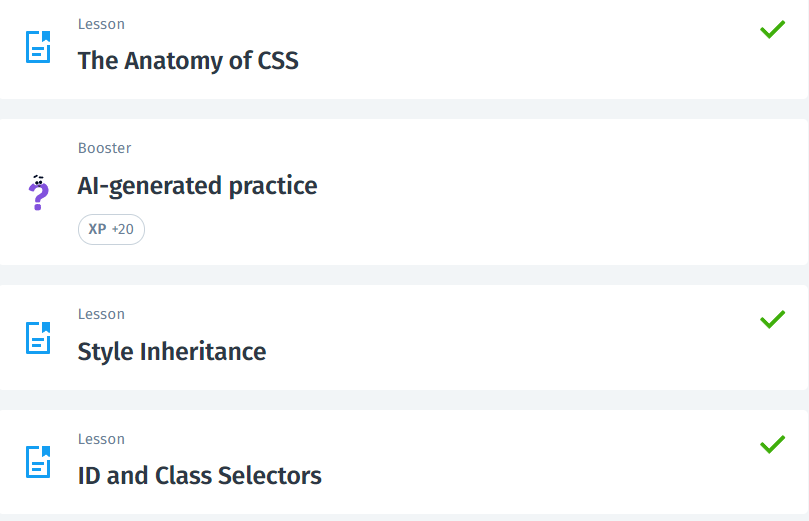 Lesson
The Anatomy of CSS
Booster
AI-generated practice
XP +20
Lesson
Style Inheritance
Lesson
ID and Class Selectors